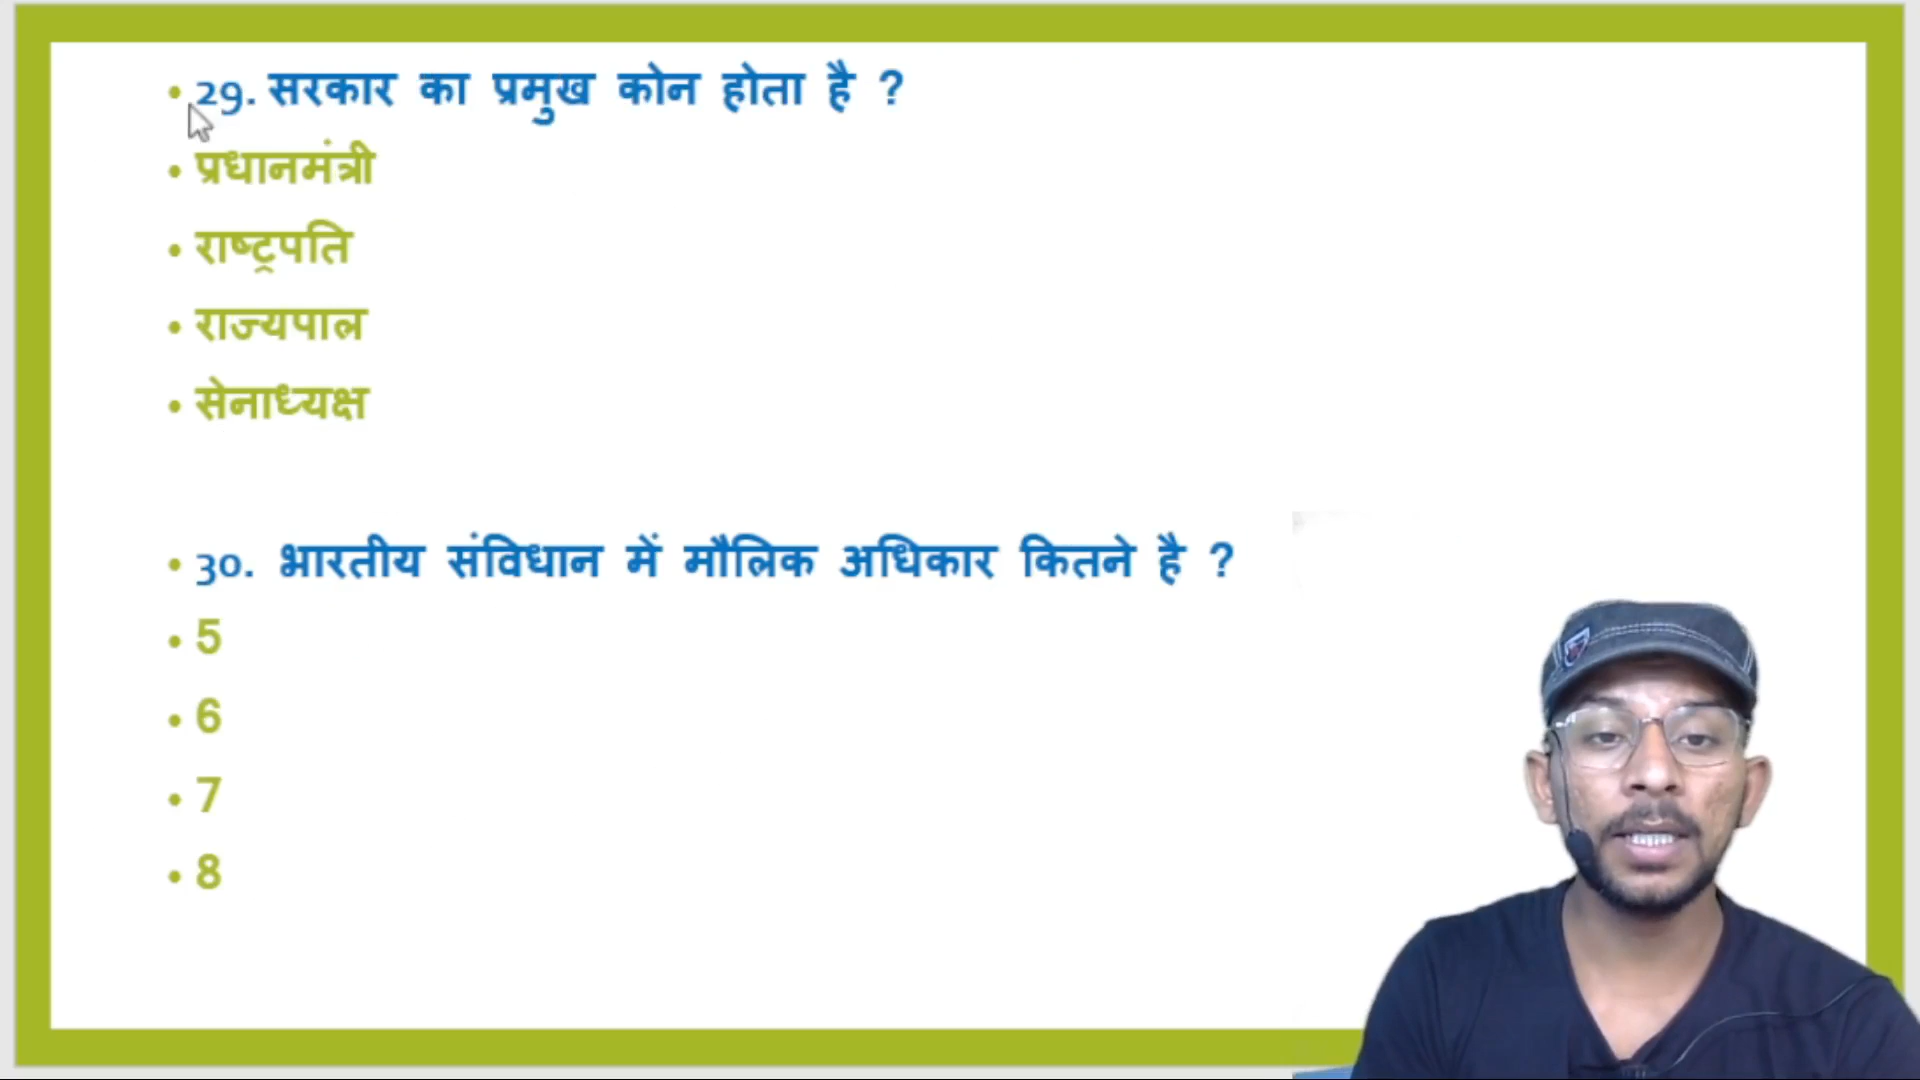 • 29. सरकार का प्रमुख कोन होता है ?
• प्रधानमंत्री
• राष्ट्रपति
• राज्यपाल
• सेनाध्यक्ष
• 30. भारतीय संविधान में मौलिक अधिकार कितने है ?
• 5
• 6
• 7
• 8